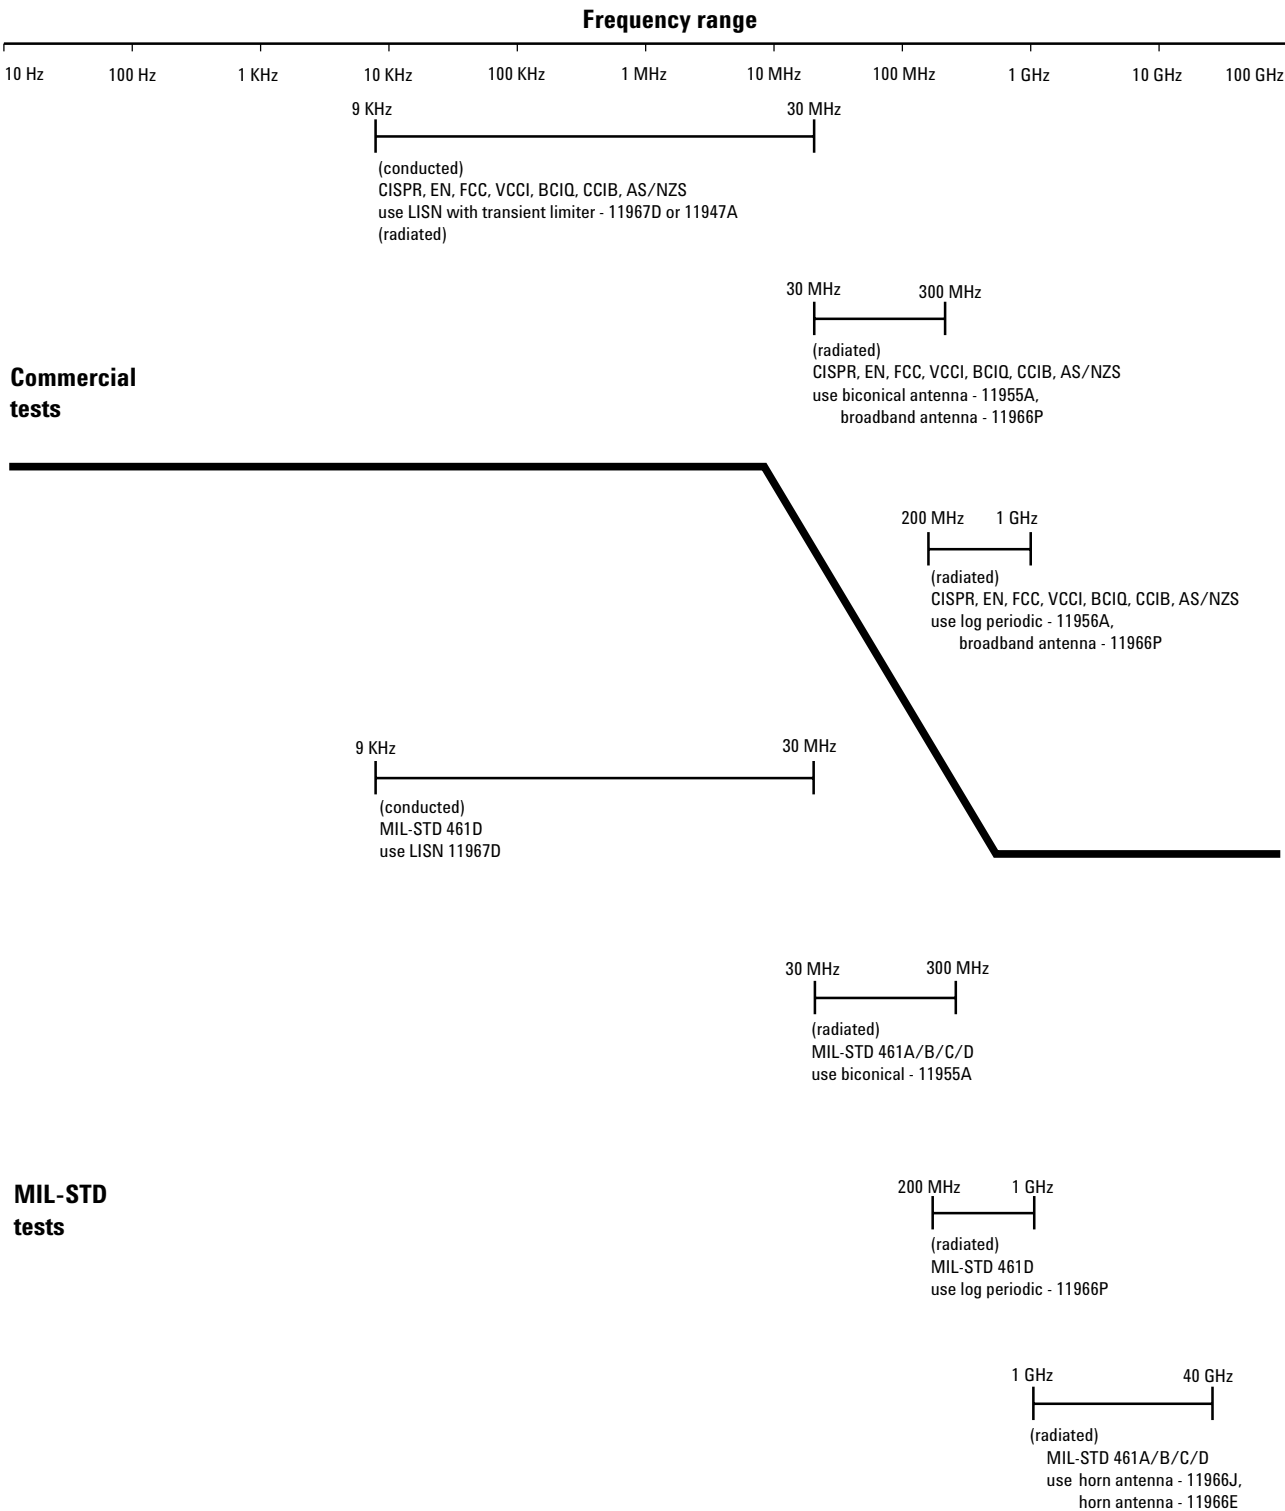 Frequency range
10 Hz 100 Hz 1 KHz 10 KHz 100 KHz 1 MHz 10 MHz 100 MHz 1 GHz 10 GHz 100 GHz
9 KHz 30 MHz
(conducted)
CISPR, EN, FCC, VCCI, BCIQ, CCIB, AS/NZS
use LISN with transient limiter - 11967D or 11947A
(radiated)
30 MHz 300 MHz
(radiated)
CISPR, EN, FCC, VCCI, BCIQ, CCIB, AS/NZS
use biconical antenna - 11955A,
broadband antenna - 11966P
Commercial
tests
200 MHz 1 GHz
(radiated)
CISPR, EN, FCC, VCCI, BCIQ, CCIB, AS/NZS
use log periodic - 11956A,
broadband antenna - 11966P
9 KHz 30 MHz
(conducted)
MIL-STD 461D
use LISN 11967D
30 MHz 300 MHz
(radiated)
MIL-STD 461A/B/C/D
use biconical - 11955A
MIL-STD
tests
200 MHz 1 GHz
(radiated)
MIL-STD 461D
use log periodic - 11966P
1 GHz 40 GHz
(radiated)
MIL-STD 461A/B/C/D
use horn antenna - 11966J,
horn antenna - 11966E